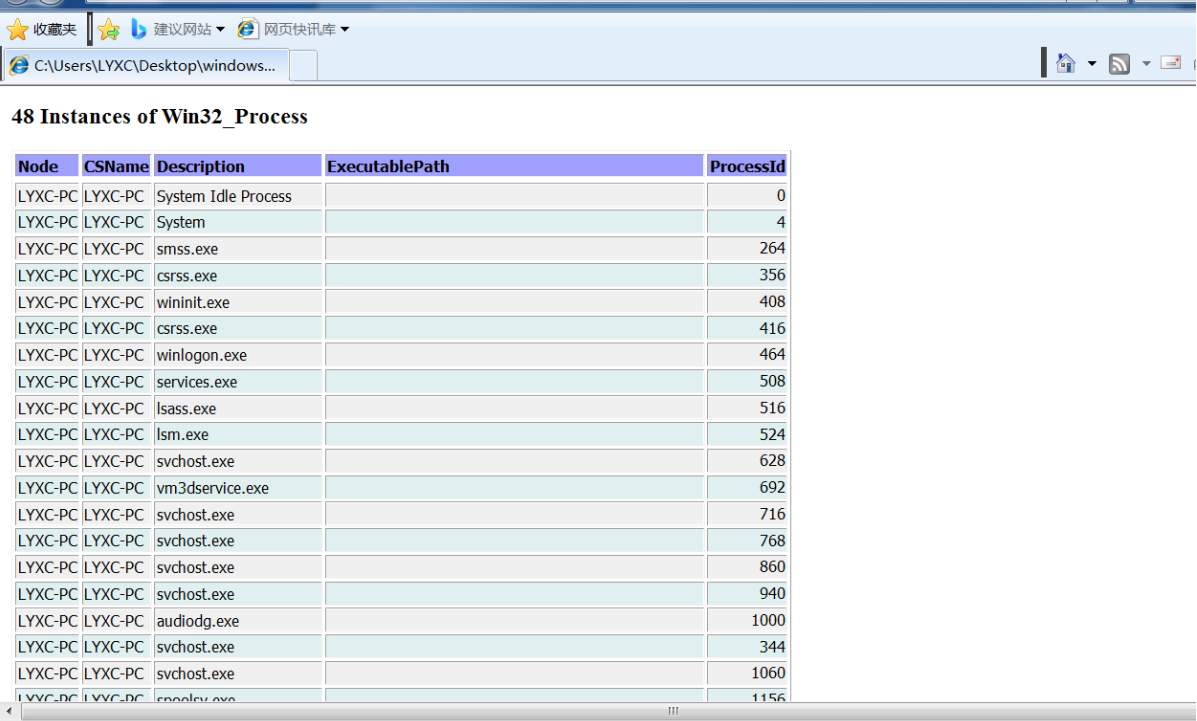 收藏夹 建议网站 网页快讯库
C:\Users\LYXC\Desktop\windows...
48 Instances of Win32_Process
Node CSName Description ExecutablePath ProcessId
LYXC-PC LYXC-PC System Idle Process 0
LYXC-PC LYXC-PC System 4
LYXC-PC LYXC-PC smss.exe 264
LYXC-PC LYXC-PC csrss.exe 356
LYXC-PC LYXC-PC wininit.exe 408
LYXC-PC LYXC-PC csrss.exe 416
LYXC-PC LYXC-PC winlogon.exe 464
LYXC-PC LYXC-PC services.exe 508
LYXC-PC LYXC-PC lsass.exe 516
LYXC-PC LYXC-PC lsm.exe 524
LYXC-PC LYXC-PC svchost.exe 628
LYXC-PC LYXC-PC vm3dservice.exe 692
LYXC-PC LYXC-PC svchost.exe 716
LYXC-PC LYXC-PC svchost.exe 768
LYXC-PC LYXC-PC svchost.exe 860
LYXC-PC LYXC-PC svchost.exe 940
LYXC-PC LYXC-PC audiodg.exe 1000
LYXC-PC LYXC-PC svchost.exe 344
LYXC-PC LYXC-PC svchost.exe 1060
LYXC-PC LYXC-PC spoolsv.exe 1156